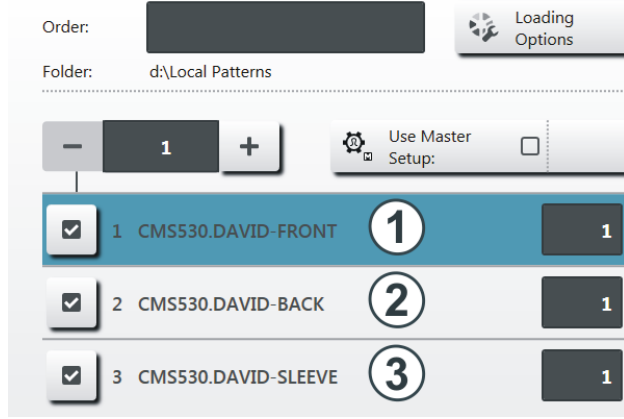 Order:
Loading
Options
Folder: d:\Local Patterns
1
Use Master
Setup:
1 CMS530.DAVID-FRONT 1 1
2 CMS530.DAVID-BACK 2 1
3 CMS530.DAVID-SLEEVE 3 1